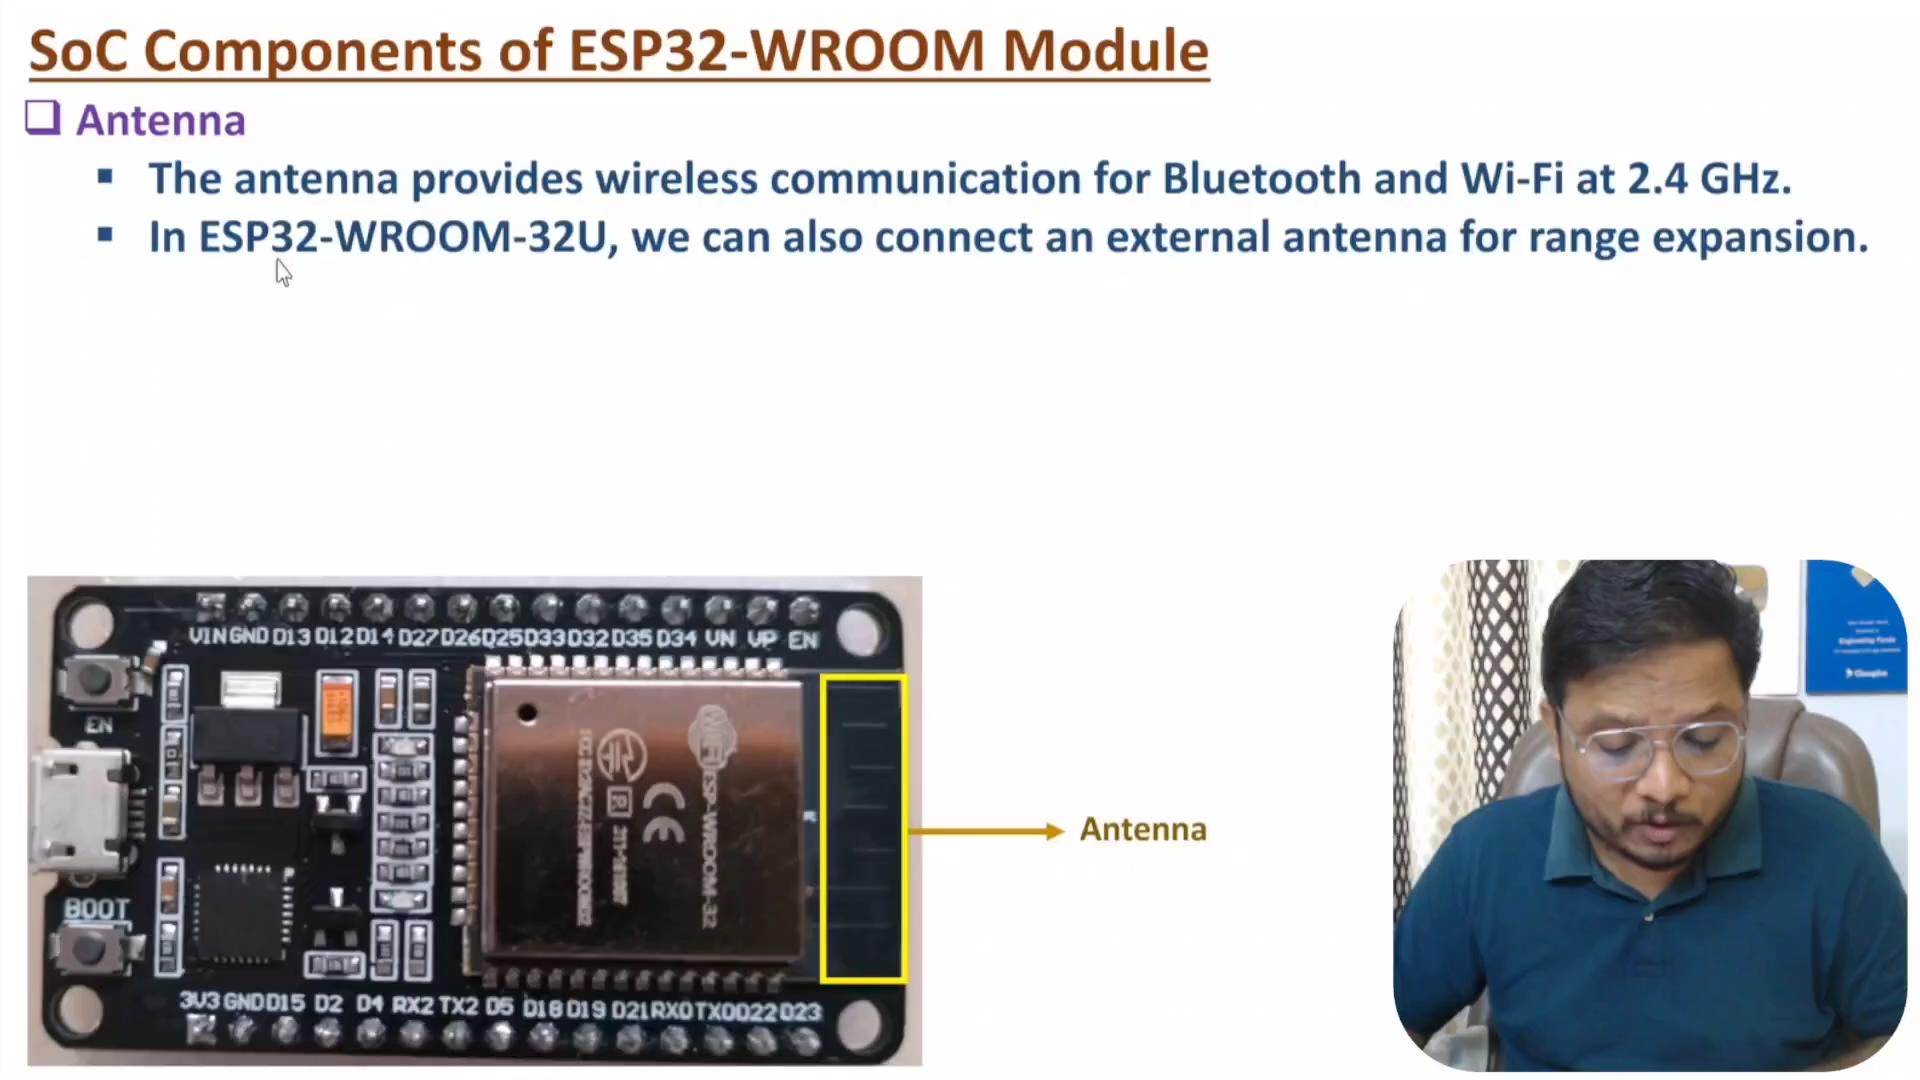 SoC Components of ESP32-WROOM Module
Antenna
The antenna provides wireless communication for Bluetooth and Wi-Fi at 2.4 GHz.
In ESP32-WROOM-32U, we can also connect an external antenna for range expansion.
VIN GND D13 D12 D14 D27 D26 D25 D33 D32 D35 D34 VN VP EN
EN
WiFi
ESP-WROOM-32
CE
R
Antenna
BOOT
3V3 GND D15 D2 D4 RX2 TX2 D5 D18 D19 D21 RX0 TX0 D22 D23